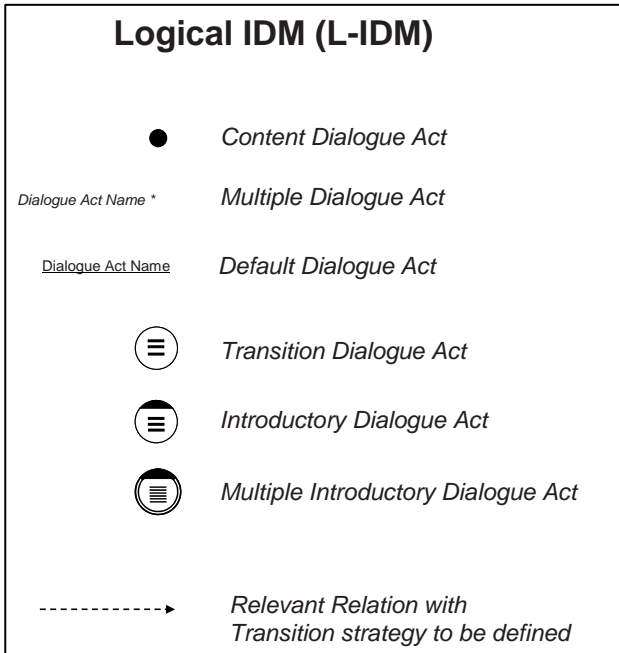 Logical IDM (L-IDM)
Content Dialogue Act
Dialogue Act Name * Multiple Dialogue Act
Dialogue Act Name Default Dialogue Act
Transition Dialogue Act
Introductory Dialogue Act
Multiple Introductory Dialogue Act
Relevant Relation with
Transition strategy to be defined